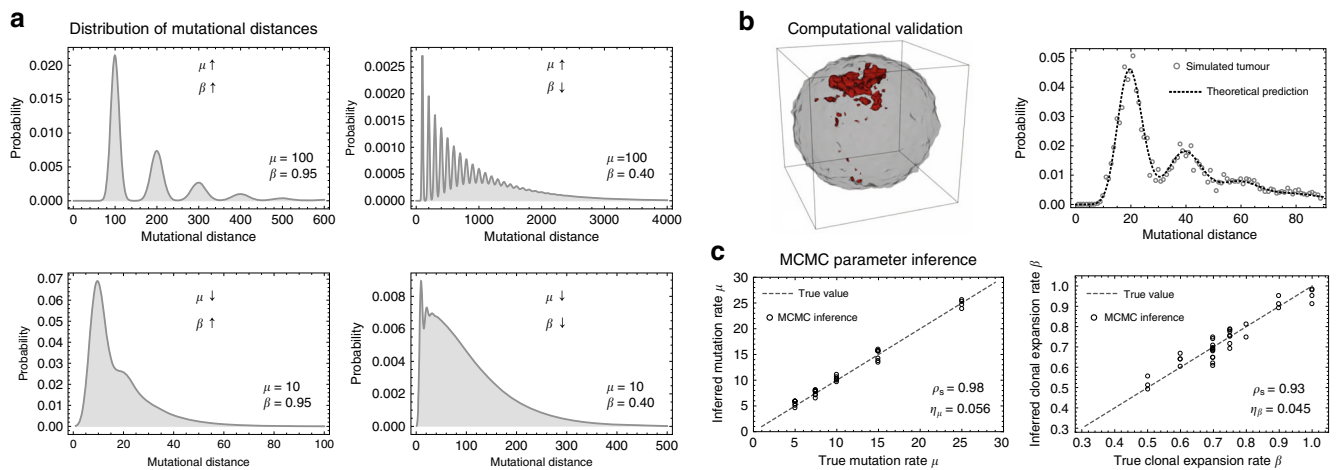 a
Distribution of mutational distances
Probability
0.020
0.015
0.010
0.005
0.000
μ ↑
β ↑
μ = 100
β = 0.95
0 100 200 300 400 500 600
Mutational distance
Probability
0.0025
0.0020
0.0015
0.0010
0.0005
0.0000
μ ↑
β ↓
μ =100
β = 0.40
0 1000 2000 3000 4000
Mutational distance
Probability
0.07
0.06
0.05
0.04
0.03
0.02
0.01
0.00
μ ↓
β ↑
μ = 10
β = 0.95
0 20 40 60 80 100
Mutational distance
Probability
0.008
0.006
0.004
0.002
0.000
μ ↓
β ↓
μ = 10
β = 0.40
0 100 200 300 400 500
Mutational distance
b
Computational validation
Probability
0.05
0.04
0.03
0.02
0.01
0.00
Simulated tumour
Theoretical prediction
0 20 40 60 80
Mutational distance
c
MCMC parameter inference
Inferred mutation rate μ
30
25
20
15
10
5
0
True value
MCMC inference
ρs = 0.98
ημ = 0.056
0 5 10 15 20 25 30
True mutation rate μ
Inferred clonal expansion rate β
1.0
0.9
0.8
0.7
0.6
0.5
0.4
0.3
True value
MCMC inference
ρs = 0.93
ηβ = 0.045
0.3 0.4 0.5 0.6 0.7 0.8 0.9 1.0
True clonal expansion rate β